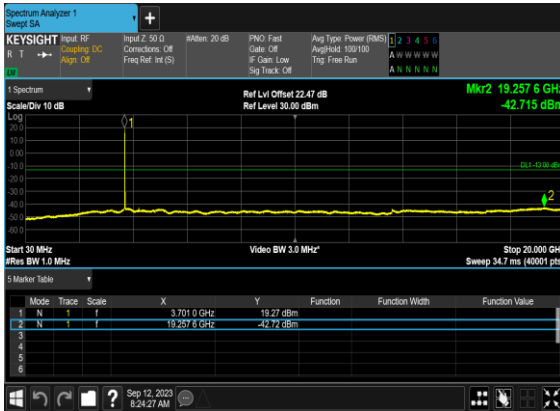 Spectrum Analyzer 1
Swept SA
+
KEYSIGHT Input: RF Input Z: 50 Ω #Atten: 20 dB PNO: Fast Avg Type: Power (RMS) 1 2 3 4 5 6
R T Coupling: DC Corrections: Off Gate: Off Avg|Hold: 100/100 A W W W W W
Align: Off Freq Ref: Int (S) IF Gain: Low Trig: Free Run
Sig Track: Off A N N N N N
1 Spectrum
Ref Lvl Offset 22.47 dB Mkr2 19.257 6 GHz
Scale/Div 10 dB Ref Level 30.00 dBm -42.715 dBm
Log
1
20.0
10.0
0.00
-10.0 DL1 -13.00 dBm
-20.0
-30.0
-40.0 2
-50.0
-60.0
Start 30 MHz Video BW 3.0 MHz* Stop 20.000 GHz
#Res BW 1.0 MHz Sweep 34.7 ms (40001 pts)
5 Marker Table
Mode Trace Scale X Y Function Function Width Function Value
1 N 1 f 3.701 0 GHz 19.27 dBm
2 N 1 f 19.257 6 GHz -42.72 dBm
3
4
5
6
? Sep 12, 2023
8:24:27 AM